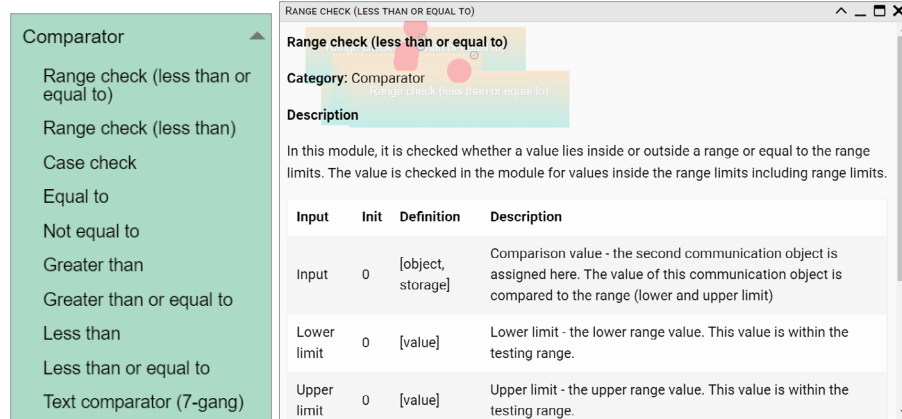 Comparator
Range check (less than or
equal to)
Range check (less than)
Case check
Equal to
Not equal to
Greater than
Greater than or equal to
Less than
Less than or equal to
Text comparator (7-gang)
RANGE CHECK (LESS THAN OR EQUAL TO)
Range check (less than or equal to)
Category: Comparator
Range check (less than or equal to)
Description
In this module, it is checked whether a value lies inside or outside a range or equal to the range
limits. The value is checked in the module for values inside the range limits including range limits.
Input Init Definition Description
Input 0 [object, storage] Comparison value - the second communication object is
assigned here. The value of this communication object is
compared to the range (lower and upper limit)
Lower limit 0 [value] Lower limit - the lower range value. This value is within the
testing range.
Upper limit 0 [value] Upper limit - the upper range value. This value is within the
testing range.